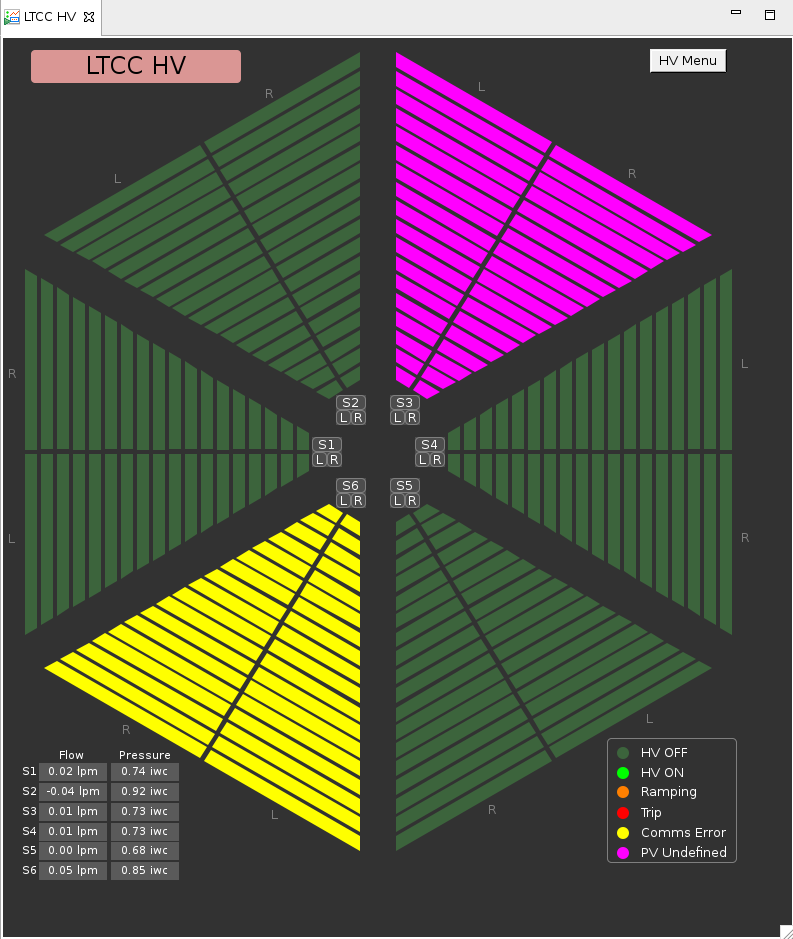 LTCC HV
LTCC HV
HV Menu
R
L
L
R
L
R
R
L
S2
L R
S3
L R
S1
L R
S4
L R
S6
L R
S5
L R
L
R
R
L
L
R
Flow Pressure
S1 0.02 lpm 0.74 iwc
S2 -0.04 lpm 0.92 iwc
S3 0.01 lpm 0.73 iwc
S4 0.01 lpm 0.73 iwc
S5 0.00 lpm 0.68 iwc
S6 0.05 lpm 0.85 iwc
HV OFF
HV ON
Ramping
Trip
Comms Error
PV Undefined